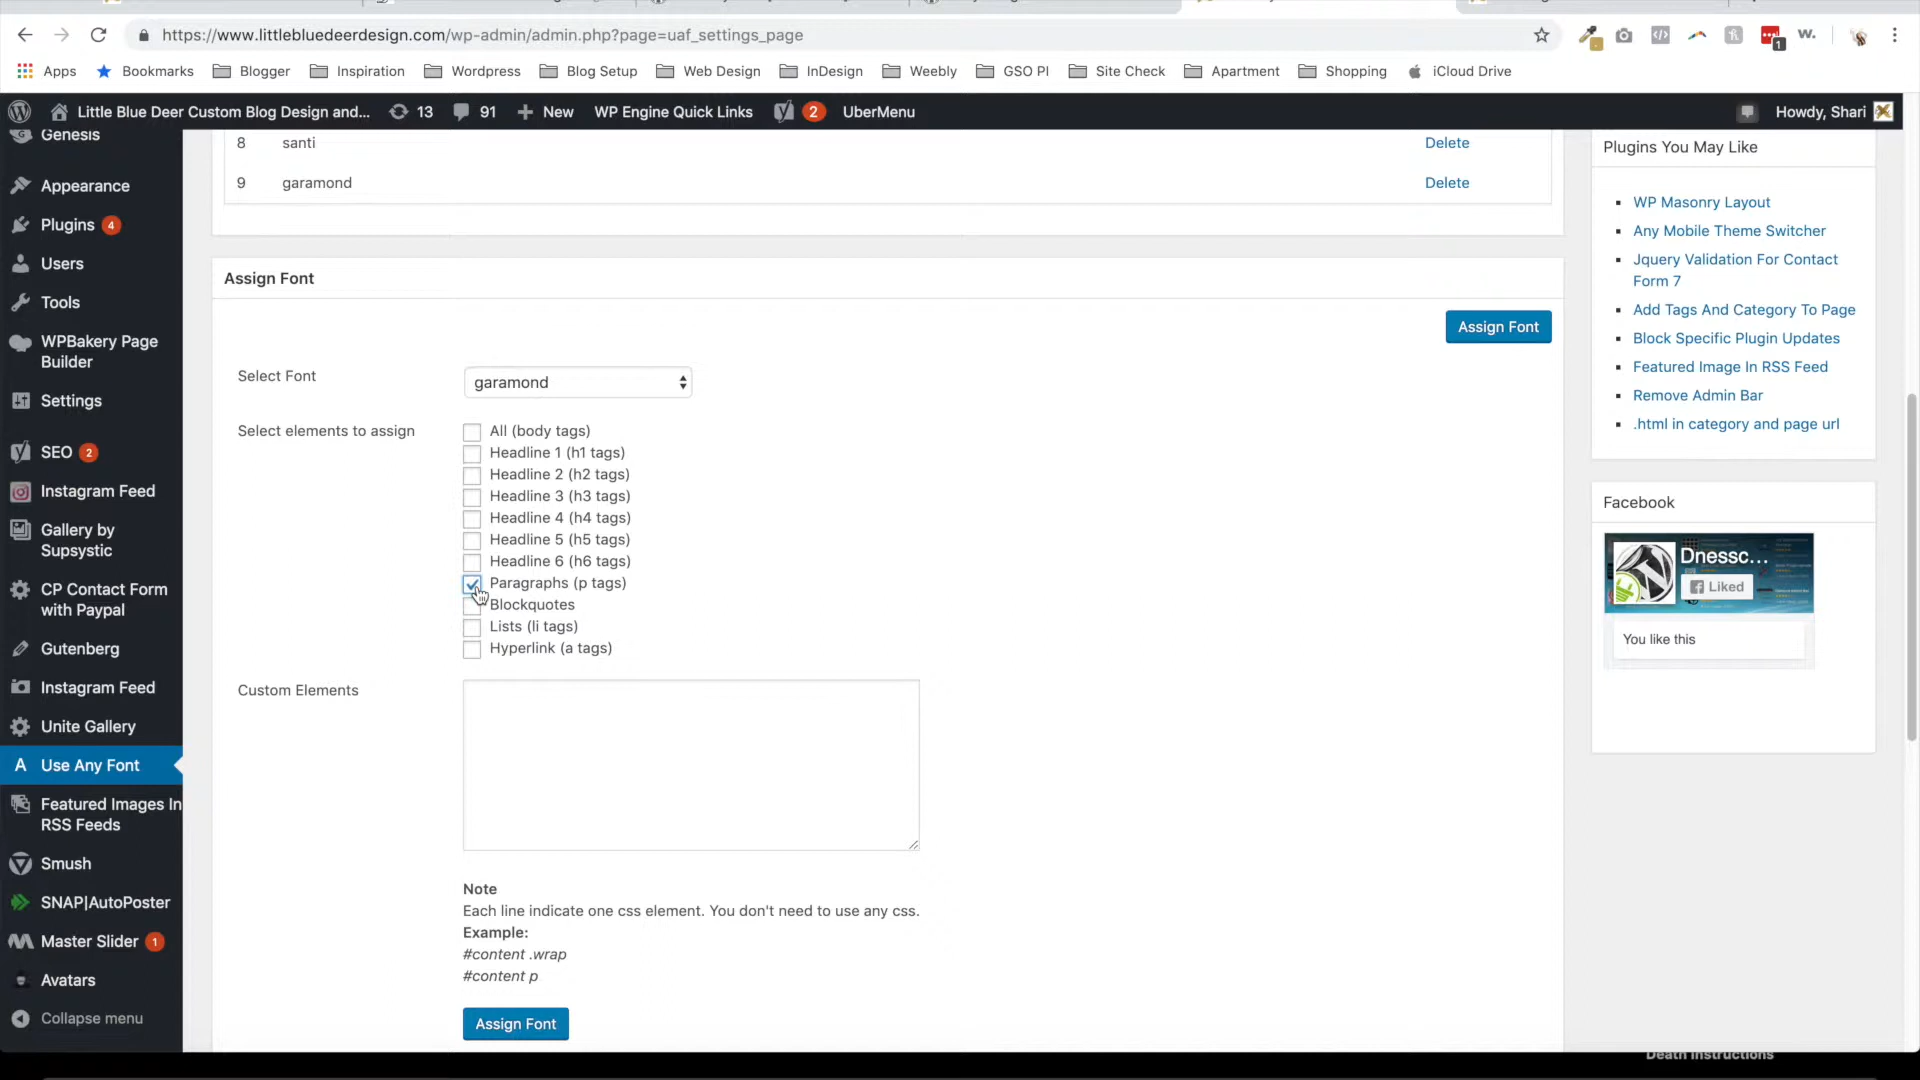 https://www.littlebluedeerdesign.com/wp-admin/admin.php?page=uaf_settings_page
1
w.
Apps Bookmarks Blogger Inspiration Wordpress Blog Setup Web Design InDesign Weebly GSO PI Site Check Apartment Shopping iCloud Drive
Little Blue Deer Custom Blog Design and... 13 91 New WP Engine Quick Links 2 UberMenu Howdy, Shari
Genesis
Appearance
Plugins 4
Users
Tools
WPBakery Page
Builder
Settings
SEO 2
Instagram Feed
Gallery by
Supsystic
CP Contact Form
with Paypal
Gutenberg
Instagram Feed
Unite Gallery
A Use Any Font
Featured Images In
RSS Feeds
Smush
SNAP|AutoPoster
Master Slider 1
Avatars
Collapse menu
8 santi Delete
9 garamond Delete
Assign Font
Assign Font
Select Font
garamond
Select elements to assign
All (body tags)
Headline 1 (h1 tags)
Headline 2 (h2 tags)
Headline 3 (h3 tags)
Headline 4 (h4 tags)
Headline 5 (h5 tags)
Headline 6 (h6 tags)
Paragraphs (p tags)
Blockquotes
Lists (li tags)
Hyperlink (a tags)
Custom Elements
Note
Each line indicate one css element. You don't need to use any css.
Example:
#content .wrap
#content p
Assign Font
Plugins You May Like
WP Masonry Layout
Any Mobile Theme Switcher
Jquery Validation For Contact
Form 7
Add Tags And Category To Page
Block Specific Plugin Updates
Featured Image In RSS Feed
Remove Admin Bar
.html in category and page url
Facebook
Dnessc...
Liked
You like this
Death Instructions